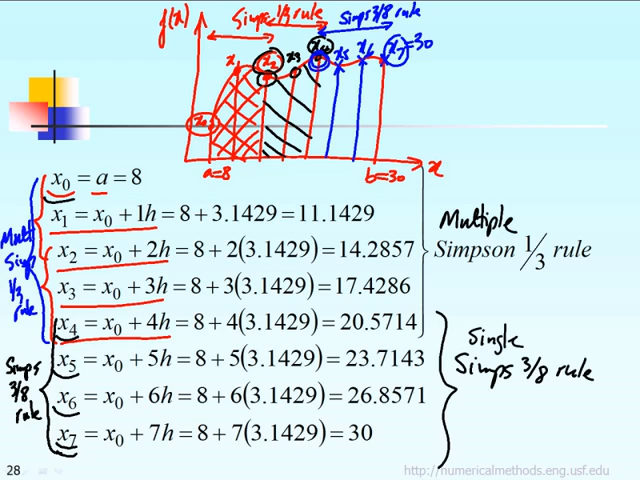 f(x)
Simps 1/3 rule
Simps 3/8 rule
x₁
x₂
x₃
x₄
x₅
x₆
x₇=30
a=8
b=30
x
x₀ = a = 8
x₁ = x₀ + 1h = 8 + 3.1429 = 11.1429
x₂ = x₀ + 2h = 8 + 2(3.1429) = 14.2857
x₃ = x₀ + 3h = 8 + 3(3.1429) = 17.4286
x₄ = x₀ + 4h = 8 + 4(3.1429) = 20.5714
x₅ = x₀ + 5h = 8 + 5(3.1429) = 23.7143
x₆ = x₀ + 6h = 8 + 6(3.1429) = 26.8571
x₇ = x₀ + 7h = 8 + 7(3.1429) = 30
Mult
Simp
1/3
rule
Simps
3/8
rule
Multiple
Simpson 1/3 rule
Single
Simps 3/8 rule
28
http://numericalmethods.eng.usf.edu